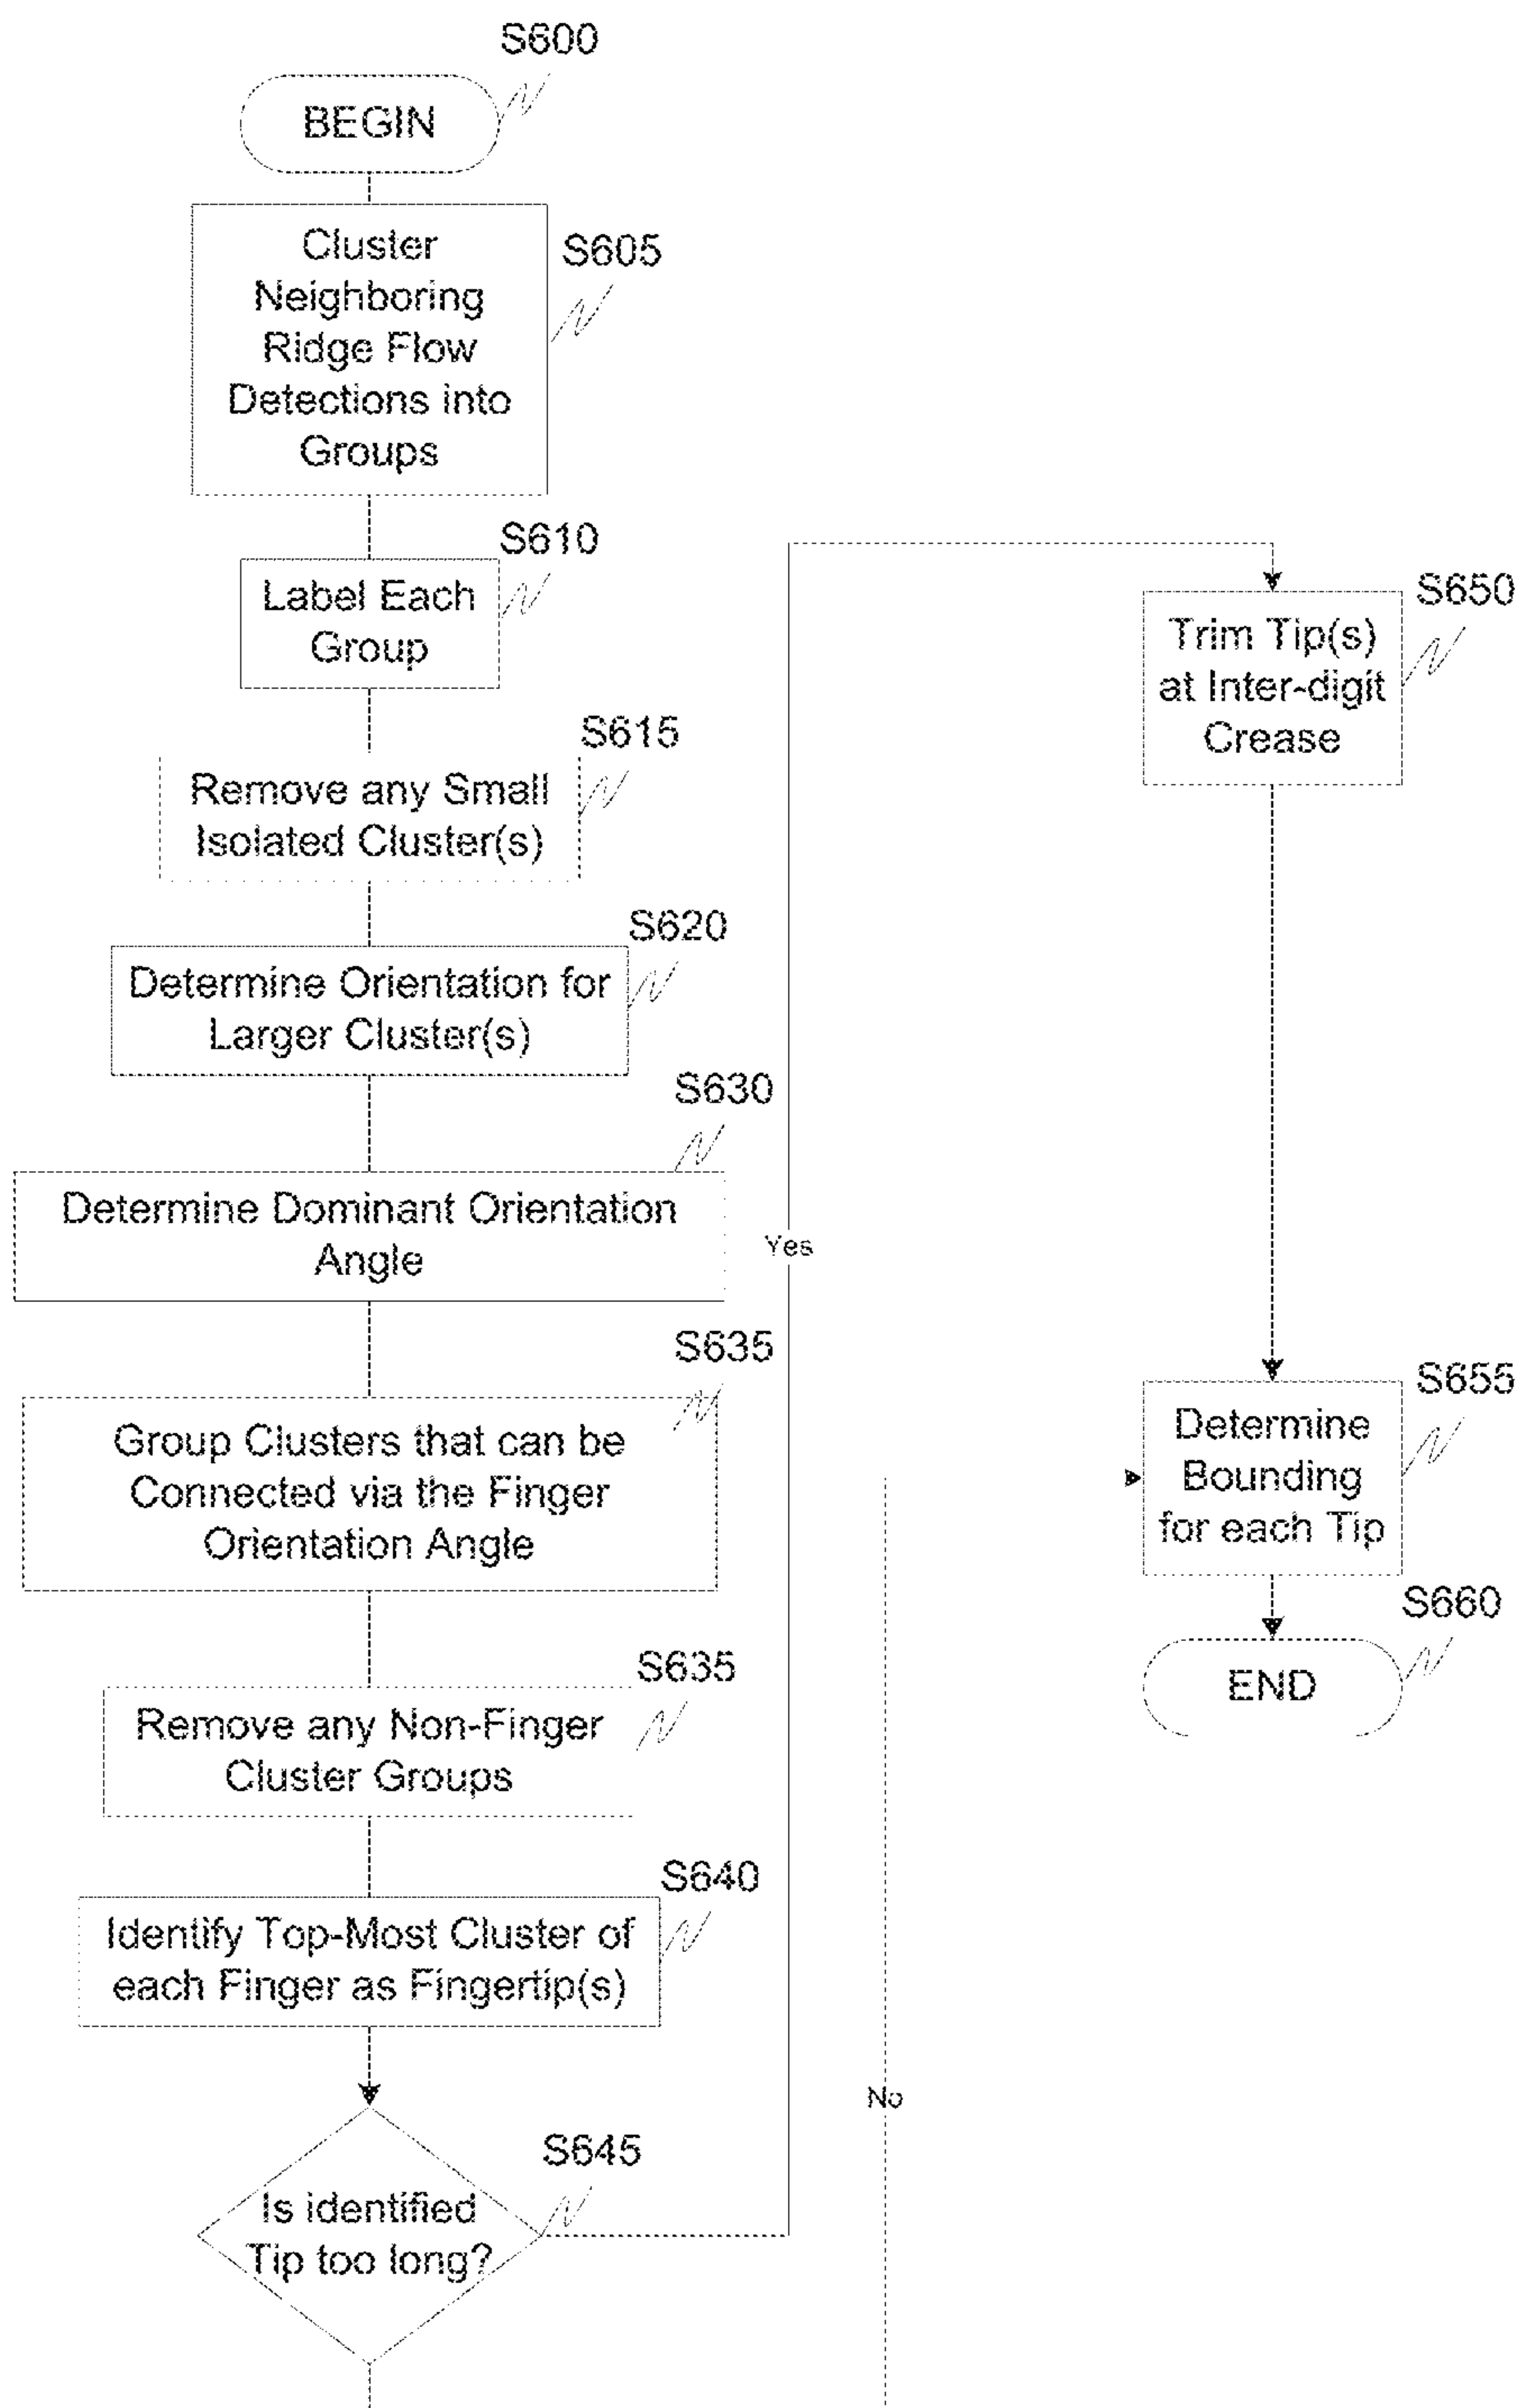 S600
BEGIN
Cluster
Neighboring
Ridge Flow
Detections into
Groups
S605
S610
Label Each
Group
S615
Remove any Small
Isolated Cluster(s)
S620
Determine Orientation for
Larger Cluster(s)
S630
Determine Dominant Orientation
Angle
S635
Group Clusters that can be
Connected via the Finger
Orientation Angle
S635
Remove any Non-Finger
Cluster Groups
S640
Identify Top-Most Cluster of
each Finger as Fingertip(s)
S645
Is identified
Tip too long?
Yes
No
S650
Trim Tip(s)
at Inter-digit
Crease
S655
Determine
Bounding
for each Tip
S660
END